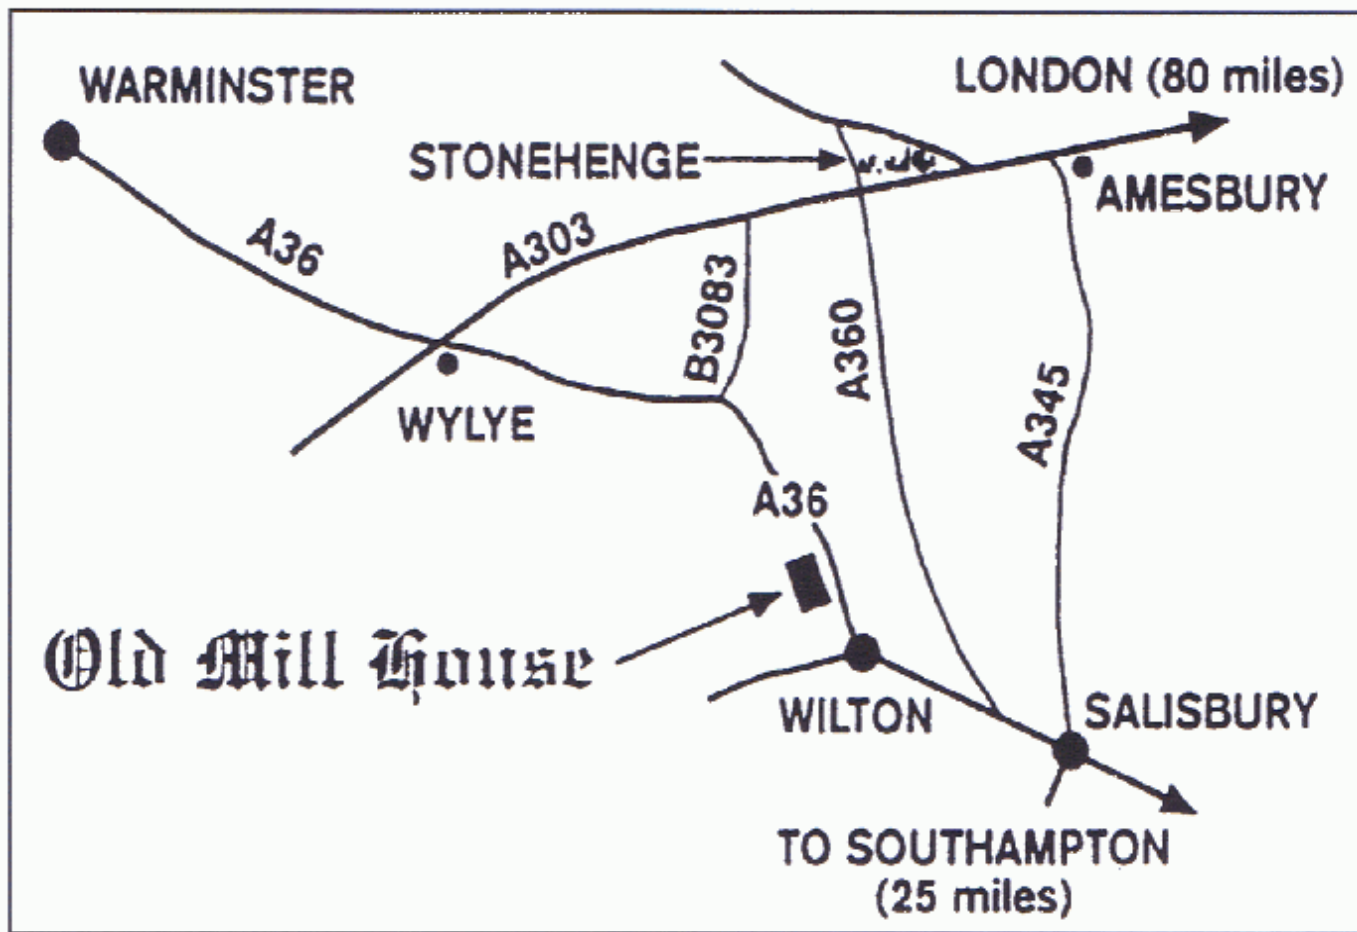 WARMINSTER
LONDON (80 miles)
STONEHENGE
AMESBURY
A36
A303
B3083
A360
A345
WYLYE
A36
Old Mill House
WILTON
SALISBURY
TO SOUTHAMPTON
(25 miles)